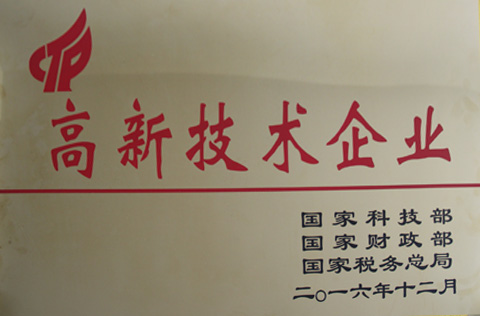 CTP
高新技术企业
国家科技部
国家财政部
国家税务总局
二〇一六年十二月